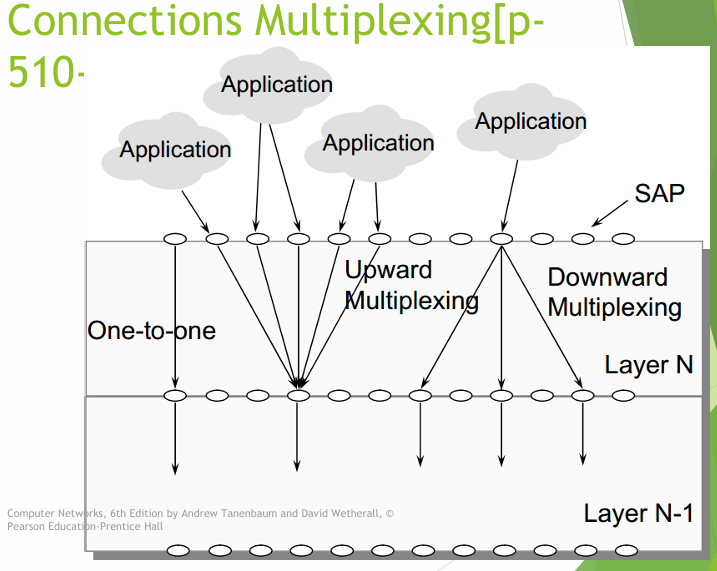 Connections Multiplexing[p-
510-
Application
Application
Application
Application
SAP
Upward
Multiplexing
Downward
Multiplexing
One-to-one
Layer N
Computer Networks, 6th Edition by Andrew Tanenbaum and David Wetherall, ©
Pearson Education-Prentice Hall
Layer N-1